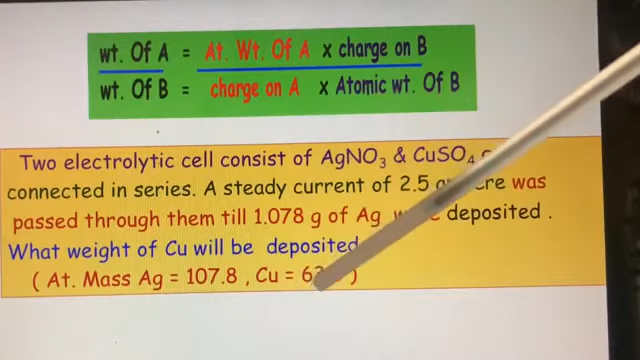 wt. Of A = At. Wt. Of A x charge on B
wt. Of B = charge on A x Atomic wt. Of B
Two electrolytic cell consist of AgNO3 & CuSO4
connected in series. A steady current of 2.5 was
passed through them till 1.078 g of Ag deposited .
What weight of Cu will be deposited
( At. Mass Ag = 107.8 , Cu = )